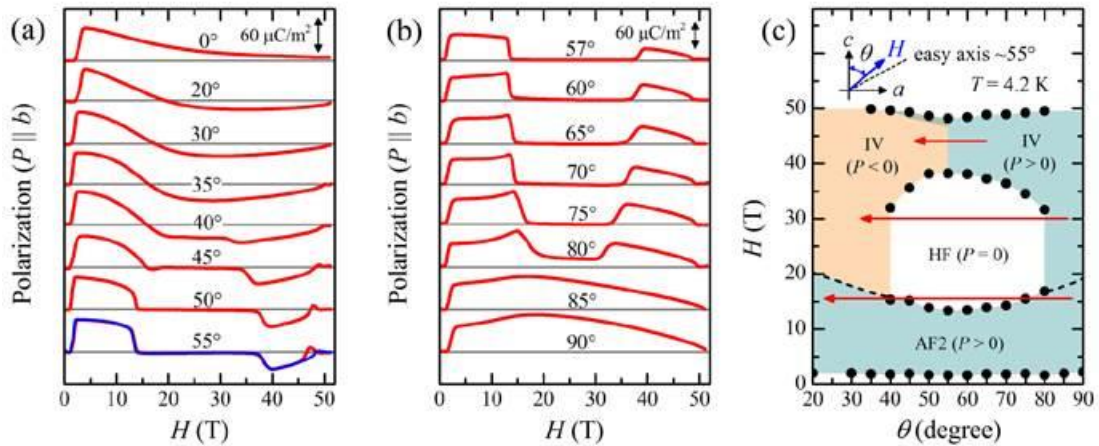 (a)
60 μC/m²
0°
20°
30°
35°
40°
45°
50°
55°
Polarization (P || b)
0 10 20 30 40 50
H (T)
(b)
60 μC/m²
57°
60°
65°
70°
75°
80°
85°
90°
Polarization (P || b)
0 10 20 30 40 50
H (T)
(c)
c
θ
H
a
easy axis ~55°
T = 4.2 K
60
50
40
30
20
10
0
H (T)
IV
(P < 0)
IV
(P > 0)
HF (P = 0)
AF2 (P > 0)
20 30 40 50 60 70 80 90
θ (degree)